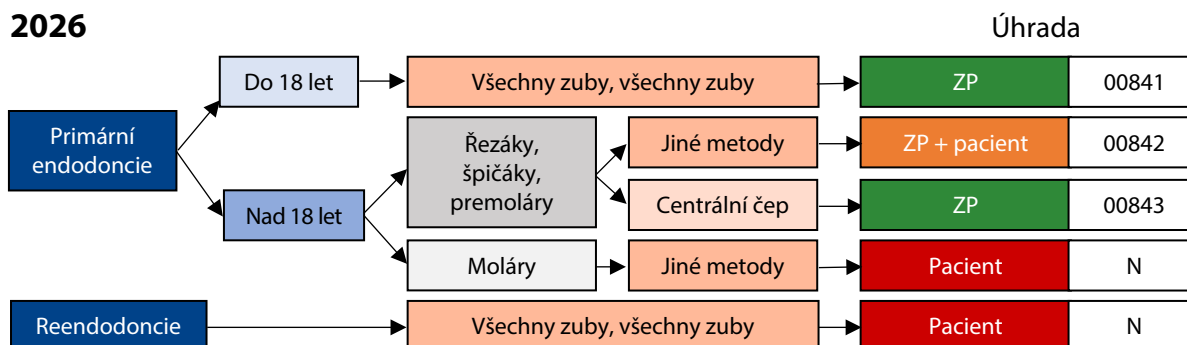 2026
Úhrada
Do 18 let
Všechny zuby, všechny zuby
ZP
00841
Primární
endodoncie
Řezáky,
špičáky,
premoláry
Jiné metody
ZP + pacient
00842
Nad 18 let
Centrální čep
ZP
00843
Moláry
Jiné metody
Pacient
N
Reendodoncie
Všechny zuby, všechny zuby
Pacient
N